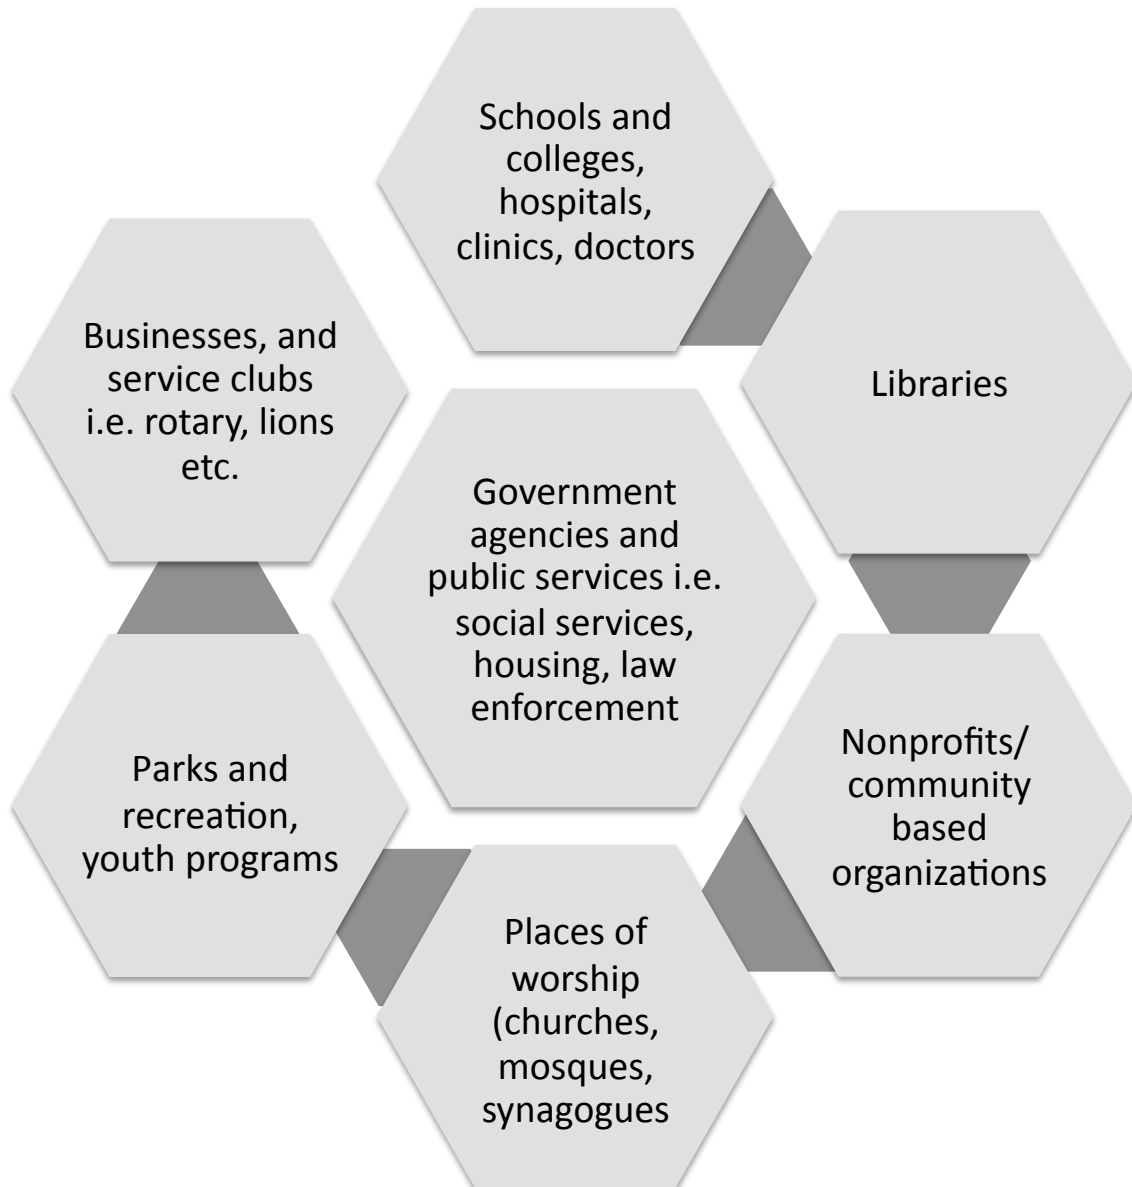 Schools and
colleges,
hospitals,
clinics, doctors
Libraries
Nonprofits/
community
based
organizations
Places of
worship
(churches,
mosques,
synagogues
Parks and
recreation,
youth programs
Businesses, and
service clubs
i.e. rotary, lions
etc.
Government
agencies and
public services i.e.
social services,
housing, law
enforcement